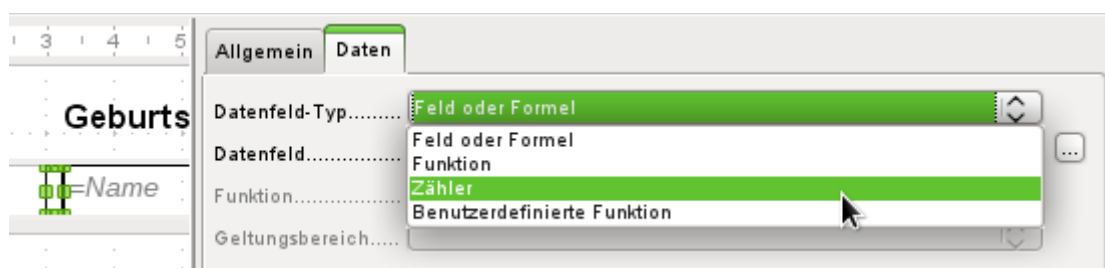 3 4 5
Allgemein Daten
Geburts
Datenfeld-Typ......... Feld oder Formel
Feld oder Formel
Datenfeld............... ...
Funktion
=Name
Funktion................. Zähler
Benutzerdefinierte Funktion
Geltungsbereich.....